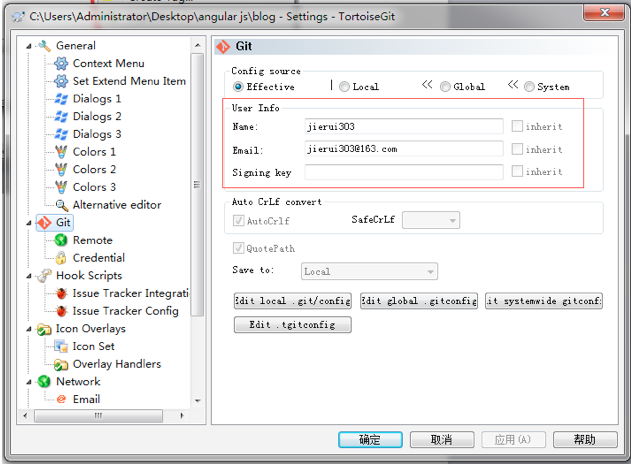 C:\Users\Administrator\Desktop\angular js\blog - Settings - TortoiseGit
General
Context Menu
Set Extend Menu Item
Dialogs 1
Dialogs 2
Dialogs 3
Colors 1
Colors 2
Colors 3
Alternative editor
Git
Remote
Credential
Hook Scripts
Issue Tracker Integrati
Issue Tracker Config
Icon Overlays
Icon Set
Overlay Handlers
Network
Email
Git
Config source
Effective | Local << Global << System
User Info
Name: jierui303 inherit
Email: jierui303@163.com inherit
Signing key inherit
Auto CrLf convert
AutoCrlf SafeCrLf
QuotePath
Save to: Local
Edit local .git/config Edit global .gitconfig it systemwide gitconf
Edit .tgitconfig
确定 取消 应用(A) 帮助